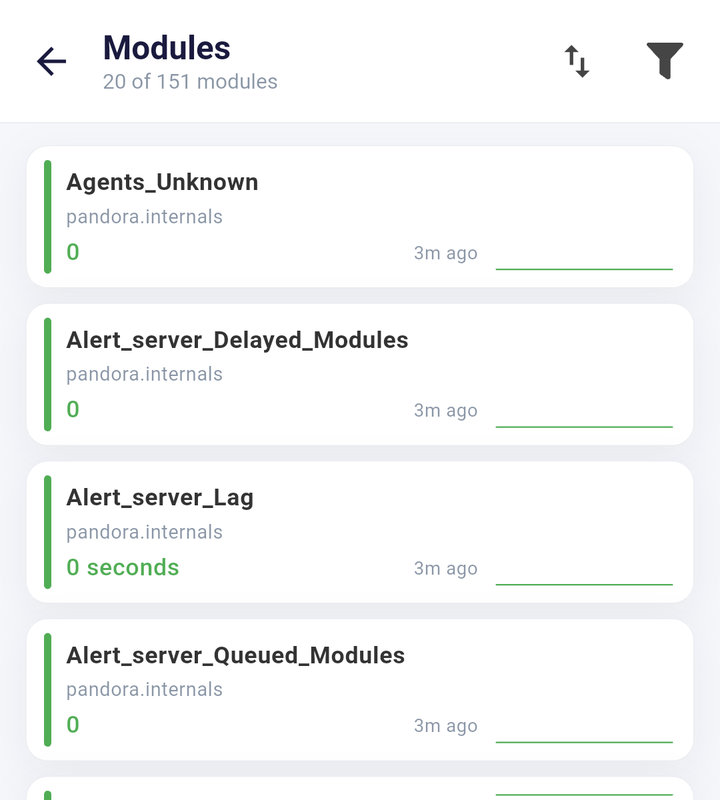 Modules
20 of 151 modules
Agents_Unknown
pandora.internals
0 3m ago
Alert_server_Delayed_Modules
pandora.internals
0 3m ago
Alert_server_Lag
pandora.internals
0 seconds 3m ago
Alert_server_Queued_Modules
pandora.internals
0 3m ago